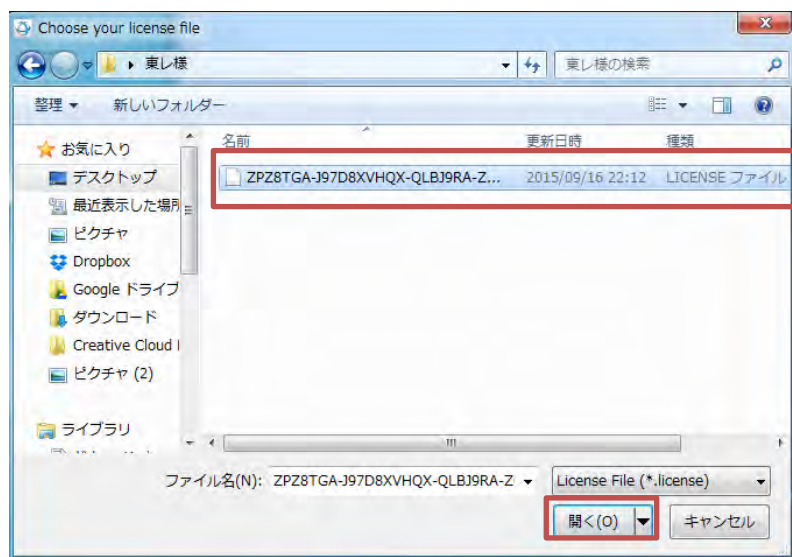 Choose your license file
東レ様
東レ様の検索
整理 新しいフォルダー
名前 更新日時 種類
ZPZ8TGA-J97D8XVHQX-QLBJ9RA-Z... 2015/09/16 22:12 LICENSE ファイル
お気に入り
デスクトップ
最近表示した場所
ピクチャ
Dropbox
Google ドライブ
ダウンロード
Creative Cloud
ピクチャ (2)
ライブラリ
ファイル名(N): ZPZ8TGA-J97D8XVHQX-QLBJ9RA-Z License File (*.license)
開く(O) キャンセル